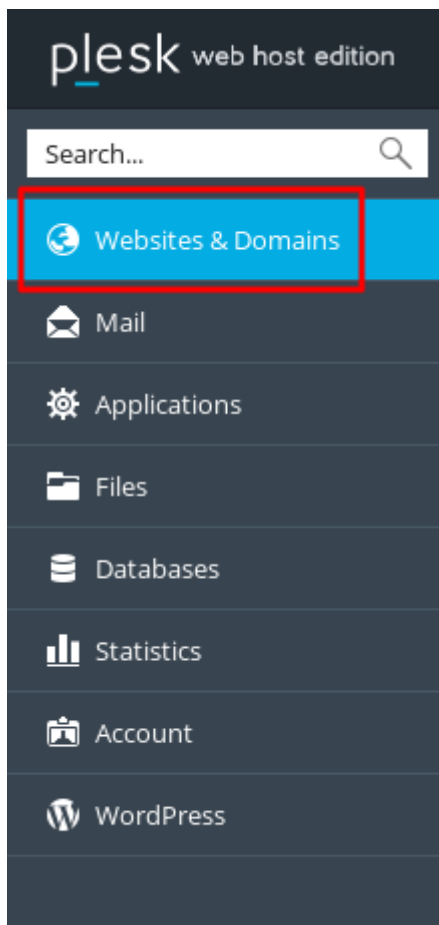 plesk web host edition
Search...
Websites & Domains
Mail
Applications
Files
Databases
Statistics
Account
WordPress